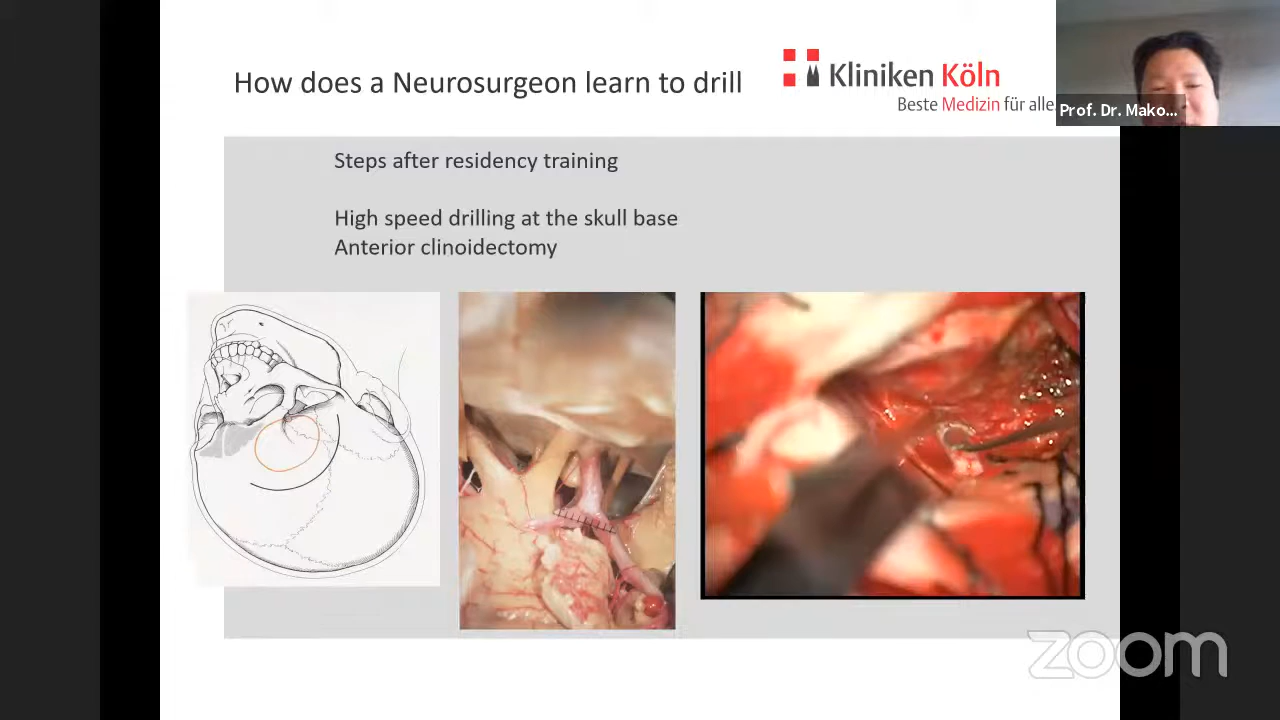 How does a Neurosurgeon learn to drill
Kliniken Köln
Beste Medizin für alle
Prof. Dr. Mako...
Steps after residency training
High speed drilling at the skull base
Anterior clinoidectomy
zoom